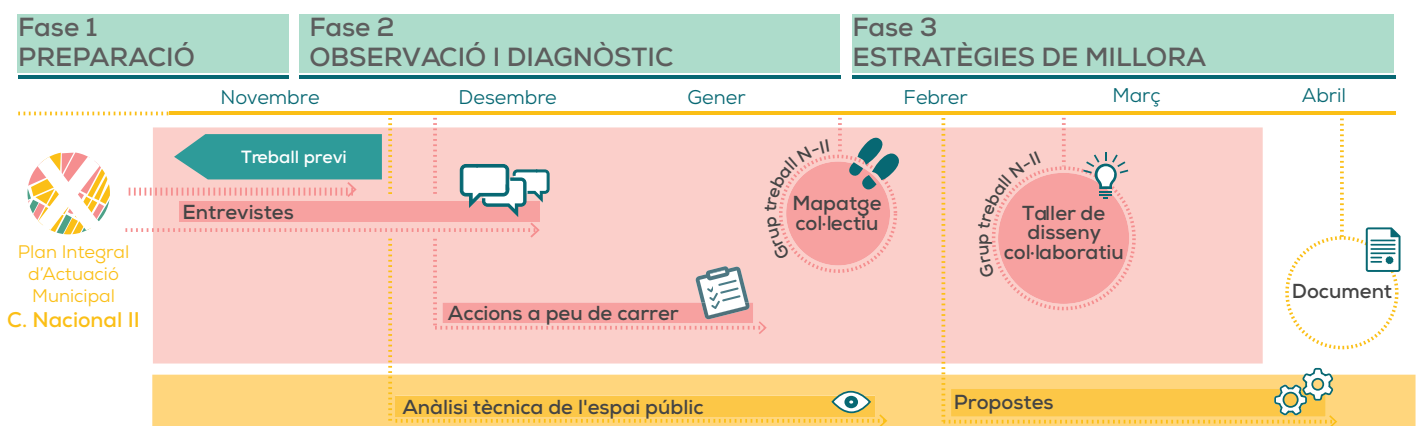 Fase 1
PREPARACIÓ
Fase 2
OBSERVACIÓ I DIAGNÒSTIC
Fase 3
ESTRATÈGIES DE MILLORA
Novembre
Desembre
Gener
Febrer
Març
Abril
Plan Integral
d'Actuació
Municipal
C. Nacional II
Treball previ
Entrevistes
Accions a peu de carrer
Grup treball N-II
Mapatge
col·lectiu
Grup treball N-II
Taller de
disseny
col·laboratiu
Document
Anàlisi tècnica de l'espai públic
Propostes